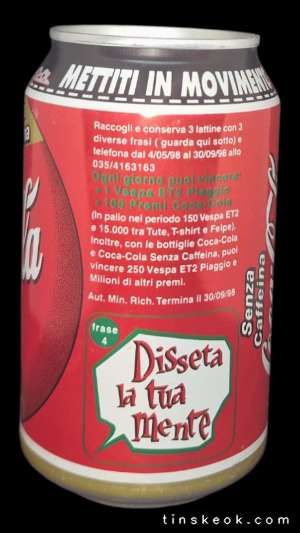 METTITI IN MOVIMENTO
Raccogli e conserva 3 lattine con 3
diverse frasi ( guarda qui sotto) e
telefona dal 4/05/98 al 30/09/98 allo
035/4163163
Ogni giorno puoi vincere
+1 Vespa ET2 Piaggio
+100 Premi Coca-Cola
(In palio nel periodo 150 Vespa ET2
e 15.000 tra Tute, T-shirt e Felpe).
Inoltre, con le bottiglie Coca-Cola
e Coca-Cola Senza Caffeina, puoi
vincere 250 Vespa ET2 Piaggio e
Milioni di altri premi.
Aut. Min. Rich. Termina il 30/09/98
frase
4
Disseta
la tua
mente
Senza
Caffeina
tinskeok.com